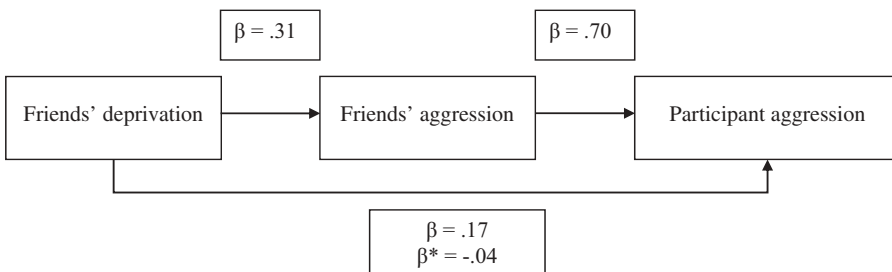 β = .31
β = .70
Friends’ deprivation
Friends’ aggression
Participant aggression
β = .17
β* = -.04